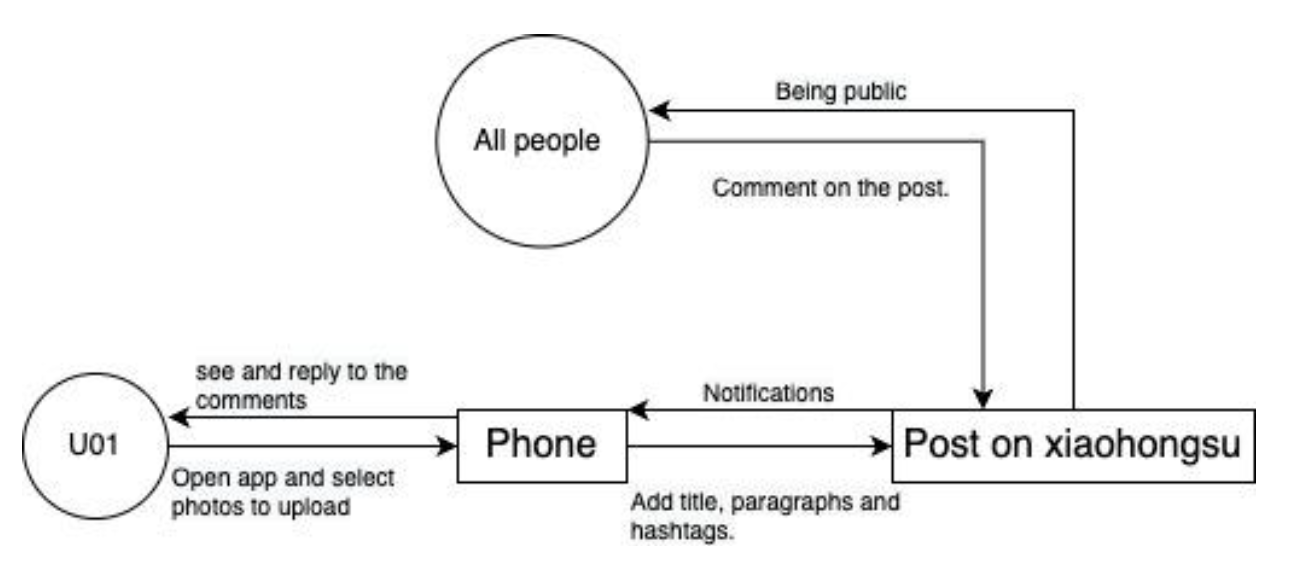 Being public
All people
Comment on the post.
see and reply to the
comments
Notifications
U01
Phone
Post on xiaohongsu
Open app and select
photos to upload
Add title, paragraphs and
hashtags.